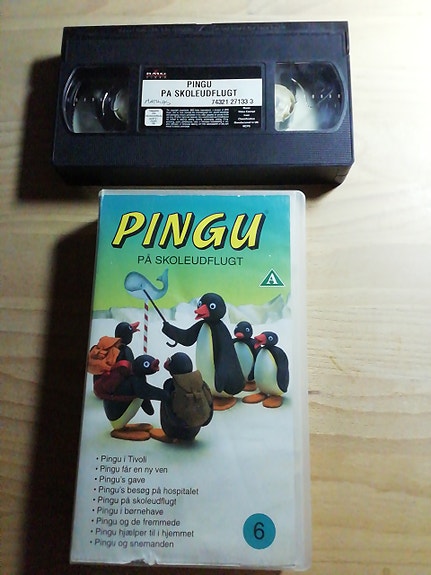 PINGU
PÅ SKOLEUDFLUGT
74321 27133 3
PINGU
PÅ SKOLEUDFLUGT
A
• Pingu i Tivoli
• Pingu får en ny ven
• Pingu's gave
• Pingu's besøg på hospitalet
• Pingu på skoleudflugt
• Pingu i børnehave
• Pingu og de fremmede
• Pingu hjælper til i hjemmet
• Pingu og snemanden
6